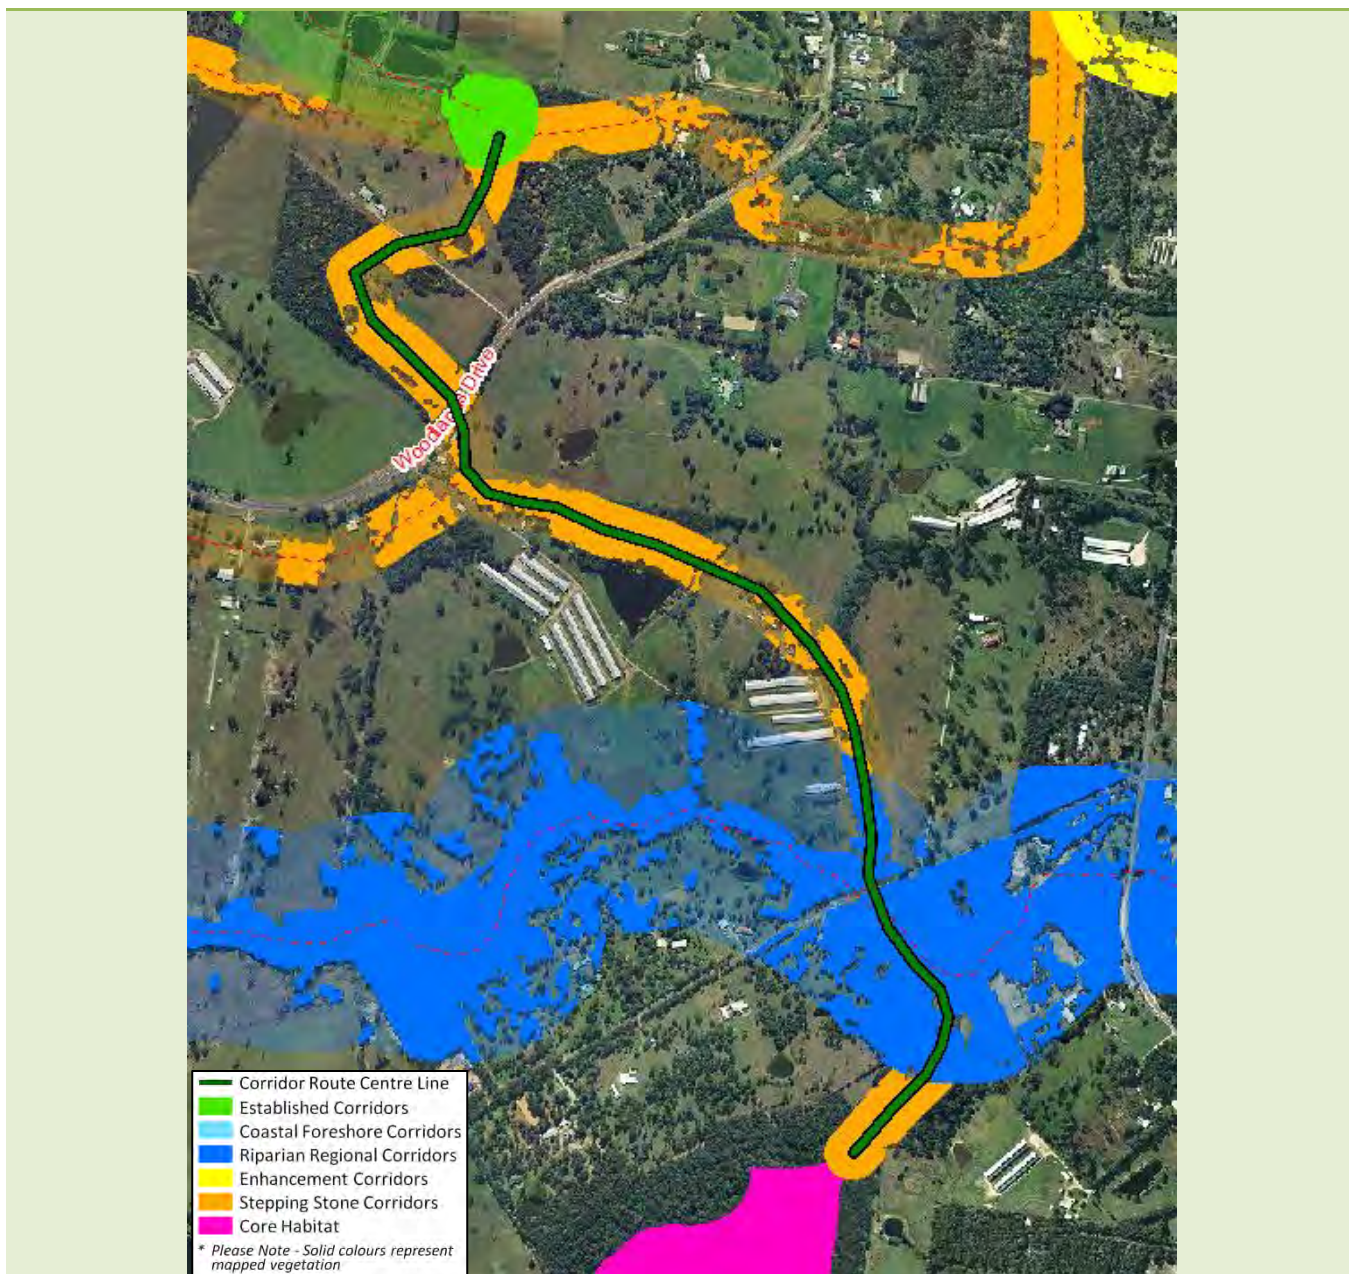 Woodlands Drive
Corridor Route Centre Line
Established Corridors
Coastal Foreshore Corridors
Riparian Regional Corridors
Enhancement Corridors
Stepping Stone Corridors
Core Habitat
* Please Note - Solid colours represent
mapped vegetation